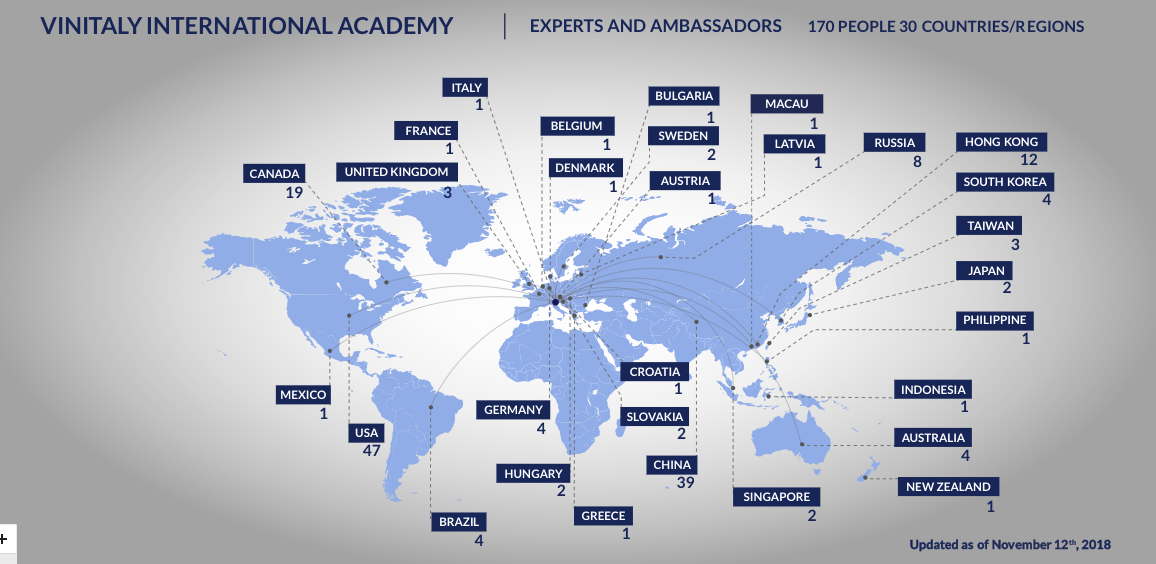 VINITALY INTERNATIONAL ACADEMY
EXPERTS AND AMBASSADORS
170 PEOPLE 30 COUNTRIES/REGIONS
ITALY
1
FRANCE
1
CANADA
19
UNITED KINGDOM
3
BELGIUM
1
DENMARK
1
BULGARIA
1
SWEDEN
2
AUSTRIA
1
MACAU
1
LATVIA
1
RUSSIA
8
HONG KONG
12
SOUTH KOREA
4
TAIWAN
3
JAPAN
2
PHILIPPINE
1
CROATIA
1
MEXICO
1
GERMANY
4
SLOVAKIA
2
INDONESIA
1
USA
47
AUSTRALIA
4
HUNGARY
2
CHINA
39
NEW ZEALAND
1
SINGAPORE
2
BRAZIL
4
GREECE
1
Updated as of November 12th, 2018
+